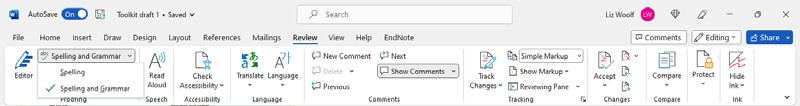 AutoSave On Toolkit draft 1 • Saved Search Liz Woolf LW
File Home Insert Draw Design Layout References Mailings Review View Help EndNote Comments Editing Share
Editor Spelling and Grammar
Spelling
Spelling and Grammar
Proofing
Read Aloud
Speech
Check Accessibility
Accessibility
Translate Language
Language
New Comment
Delete
Previous
Next
Show Comments
Comments
Track Changes
Simple Markup
Show Markup
Reviewing Pane
Tracking
Accept
Changes
Compare
Compare
Protect
Hide Ink
Ink